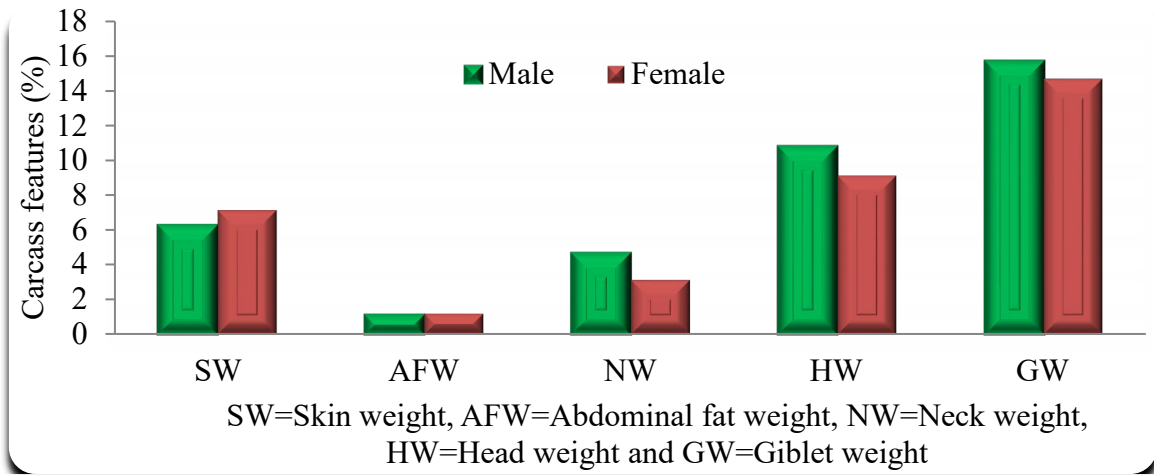 Carcass features (%)
18
16
14
12
10
8
6
4
2
0
Male Female
SW AFW NW HW GW
SW=Skin weight, AFW=Abdominal fat weight, NW=Neck weight,
HW=Head weight and GW=Giblet weight